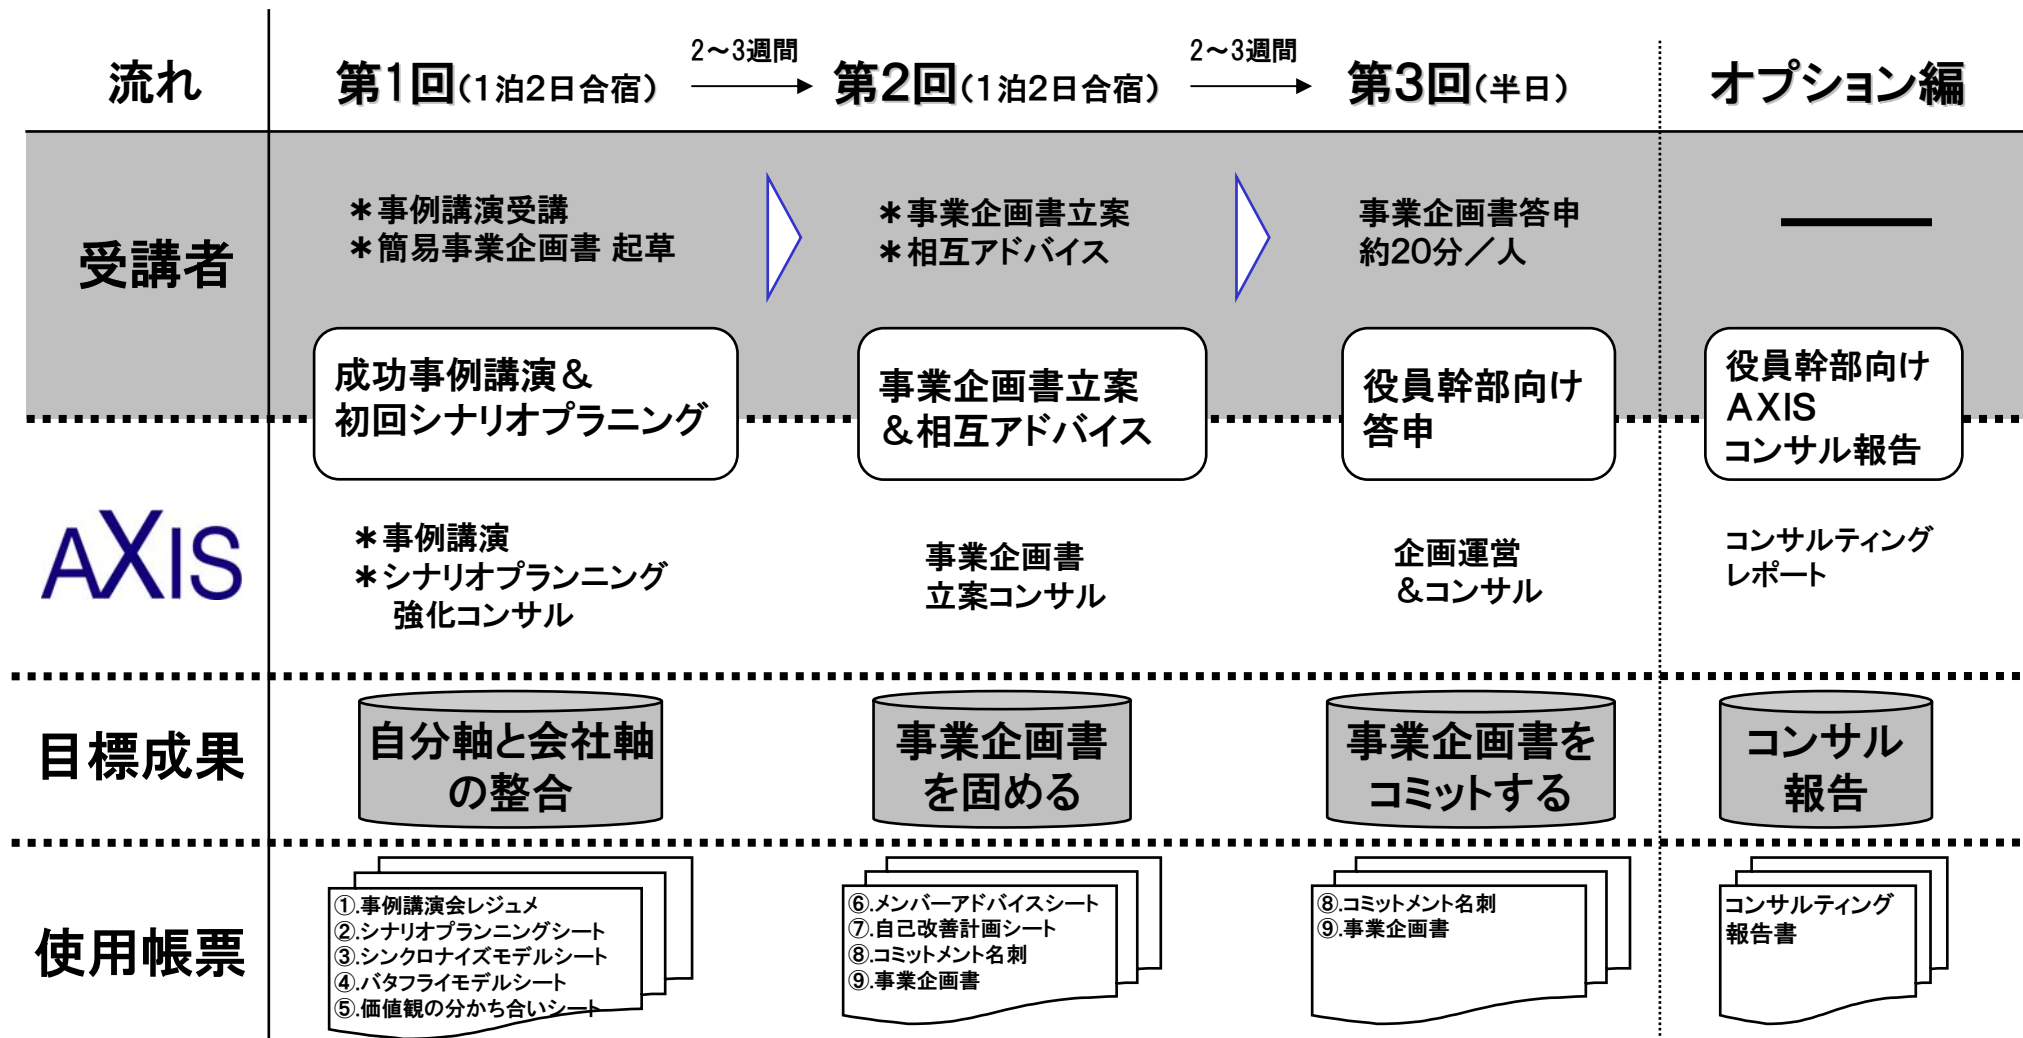 流れ
第1回(1泊2日合宿)
2～3週間
第2回(1泊2日合宿)
2～3週間
第3回(半日)
オプション編
受講者
＊事例講演受講
＊簡易事業企画書 起草
＊事業企画書立案
＊相互アドバイス
事業企画書答申
約20分／人
成功事例講演＆
初回シナリオプラニング
事業企画書立案
＆相互アドバイス
役員幹部向け
答申
役員幹部向け
AXIS
コンサル報告
AXIS
＊事例講演
＊シナリオプランニング
強化コンサル
事業企画書
立案コンサル
企画運営
＆コンサル
コンサルティング
レポート
目標成果
自分軸と会社軸
の整合
事業企画書
を固める
事業企画書を
コミットする
コンサル
報告
使用帳票
①.事例講演会レジュメ
②.シナリオプランニングシート
③.シンクロナイズモデルシート
④.バタフライモデルシート
⑤.価値観の分かち合いシート
⑥.メンバーアドバイスシート
⑦.自己改善計画シート
⑧.コミットメント名刺
⑨.事業企画書
⑧.コミットメント名刺
⑨.事業企画書
コンサルティング
報告書